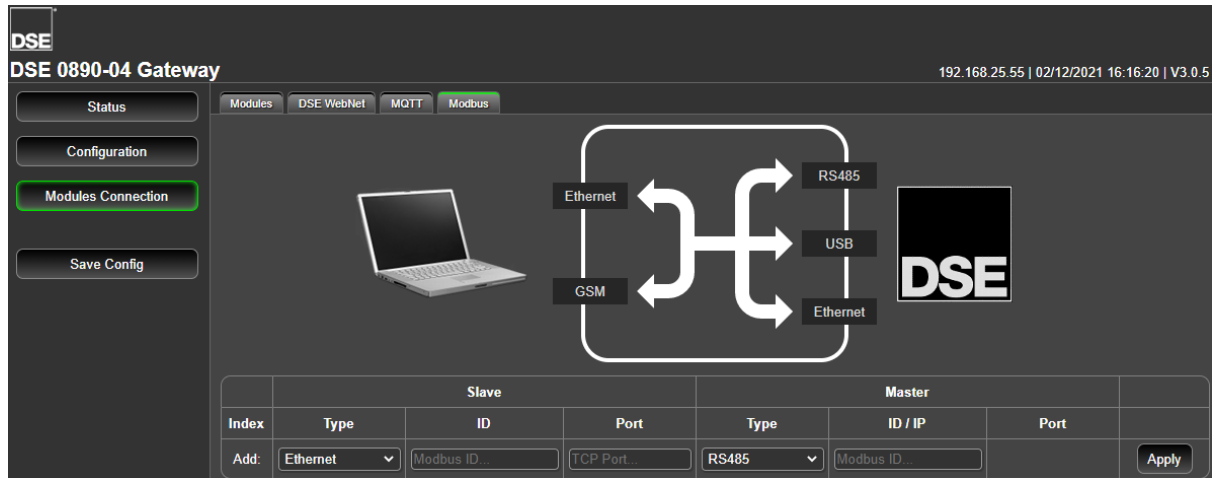 DSE
DSE 0890-04 Gateway
192.168.25.55 | 02/12/2021 16:16:20 | V3.0.5
Status
Configuration
Modules Connection
Save Config
Modules DSE WebNet MQTT Modbus
Ethernet
GSM
RS485
USB
Ethernet
DSE
Slave Master
Index Type ID Port Type ID / IP Port
Add: Ethernet Modbus ID... TCP Port... RS485 Modbus ID... Apply